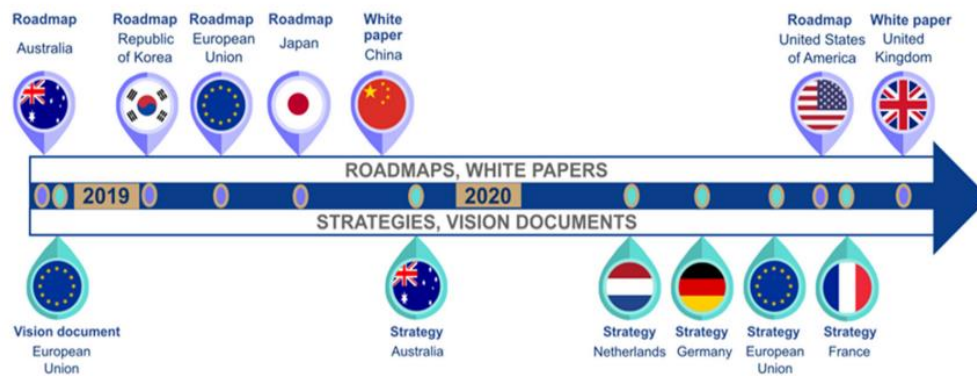 Roadmap
Australia
Roadmap
Republic
of Korea
Roadmap
European
Union
Roadmap
Japan
White
paper
China
Roadmap
United States
of America
White paper
United
Kingdom
ROADMAPS, WHITE PAPERS
2019
2020
STRATEGIES, VISION DOCUMENTS
Vision document
European
Union
Strategy
Australia
Strategy
Netherlands
Strategy
Germany
Strategy
European
Union
Strategy
France